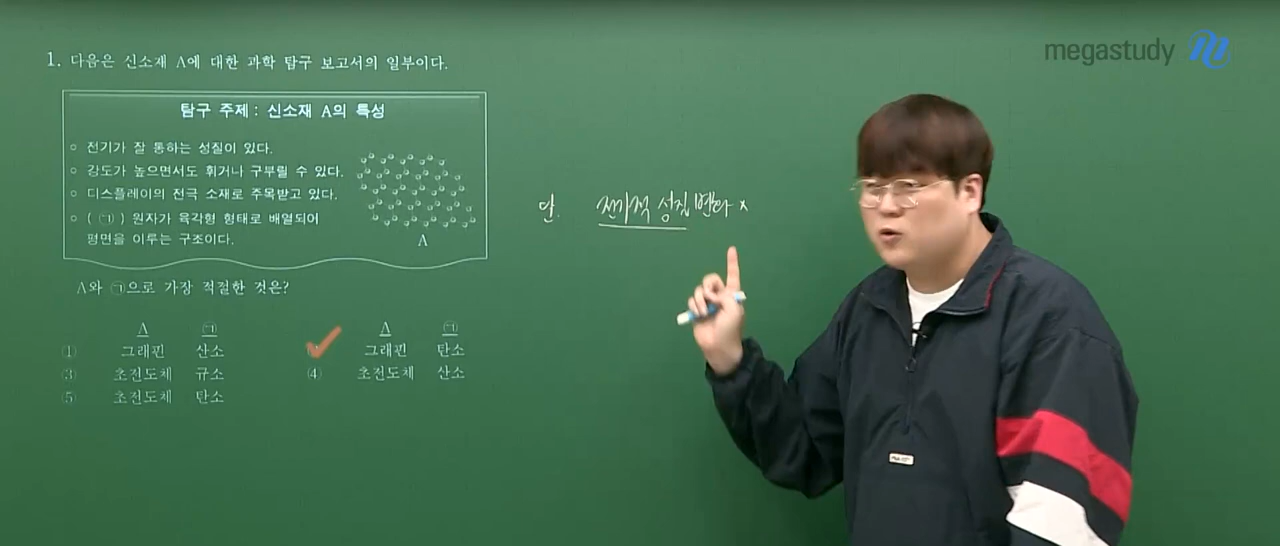 megastudy
1. 다음은 신소재 A에 대한 과학 탐구 보고서의 일부이다.
탐구 주제 : 신소재 A의 특성
○ 전기가 잘 통하는 성질이 있다.
○ 강도가 높으면서도 휘거나 구부릴 수 있다.
○ 디스플레이의 전극 소재로 주목받고 있다.
○ ( ㉠ ) 원자가 육각형 형태로 배열되어
평면을 이루는 구조이다.
A
A와 ㉠으로 가장 적절한 것은?
A ㉠ A ㉠
① 그래핀 산소 그래핀 탄소
③ 초전도체 규소 ④ 초전도체 산소
⑤ 초전도체 탄소
단. 전기적 성질 변화 x